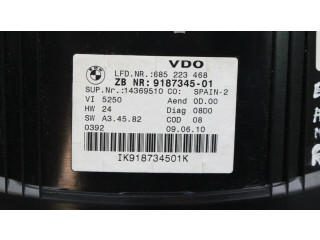 BMW
VDO
LFD.NR.:685 223 468
ZB NR:9187345-01
SUP.Nr.:14369510 CO: SPAIN-2
VI 5250 Aend 0D.00
HW 24 Diag 08D0
SW A3.45.82 COD 08
0392 09.06.10
IK918734501K